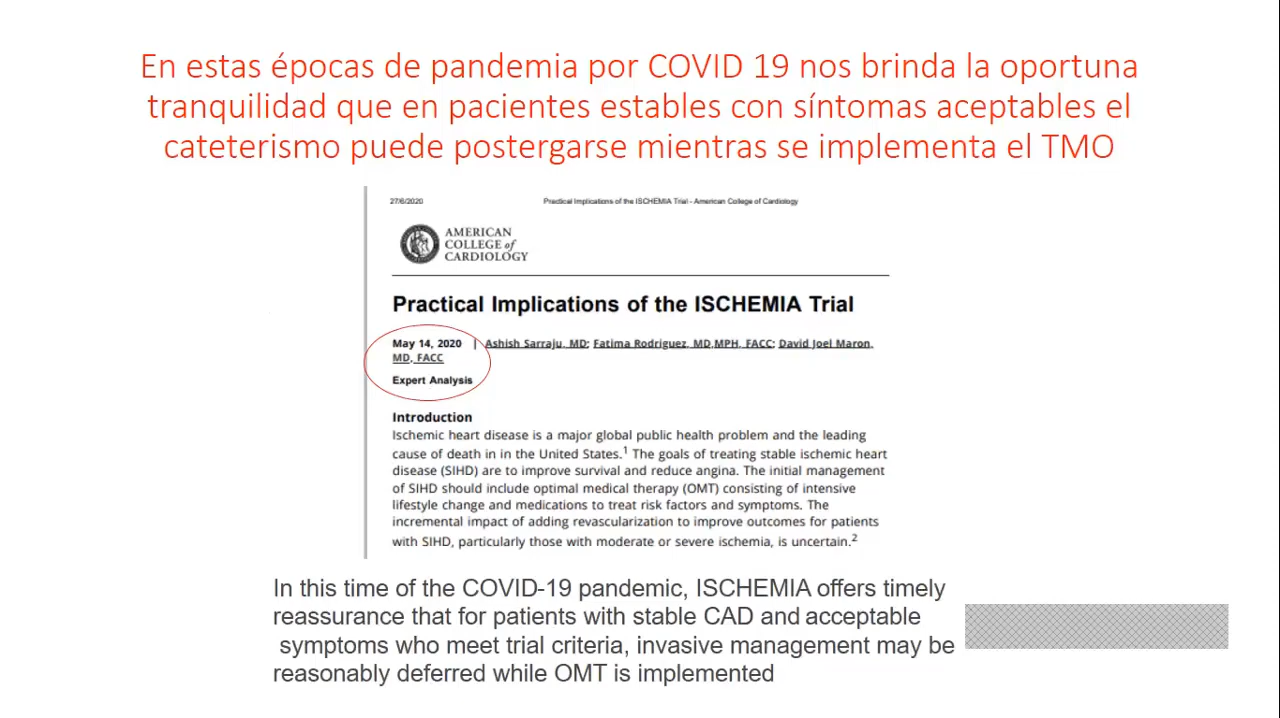 En estas épocas de pandemia por COVID 19 nos brinda la oportuna
tranquilidad que en pacientes estables con síntomas aceptables el
cateterismo puede postergarse mientras se implementa el TMO
27/6/2020
Practical Implications of the ISCHEMIA Trial - American College of Cardiology
AMERICAN
COLLEGE of
CARDIOLOGY
Practical Implications of the ISCHEMIA Trial
May 14, 2020 | Ashish Sarraju, MD; Fatima Rodriguez, MD,MPH, FACC; David Joel Maron,
MD, FACC
Expert Analysis
Introduction
Ischemic heart disease is a major global public health problem and the leading
cause of death in in the United States.1 The goals of treating stable ischemic heart
disease (SIHD) are to improve survival and reduce angina. The initial management
of SIHD should include optimal medical therapy (OMT) consisting of intensive
lifestyle change and medications to treat risk factors and symptoms. The
incremental impact of adding revascularization to improve outcomes for patients
with SIHD, particularly those with moderate or severe ischemia, is uncertain.2
In this time of the COVID-19 pandemic, ISCHEMIA offers timely
reassurance that for patients with stable CAD and acceptable
symptoms who meet trial criteria, invasive management may be
reasonably deferred while OMT is implemented